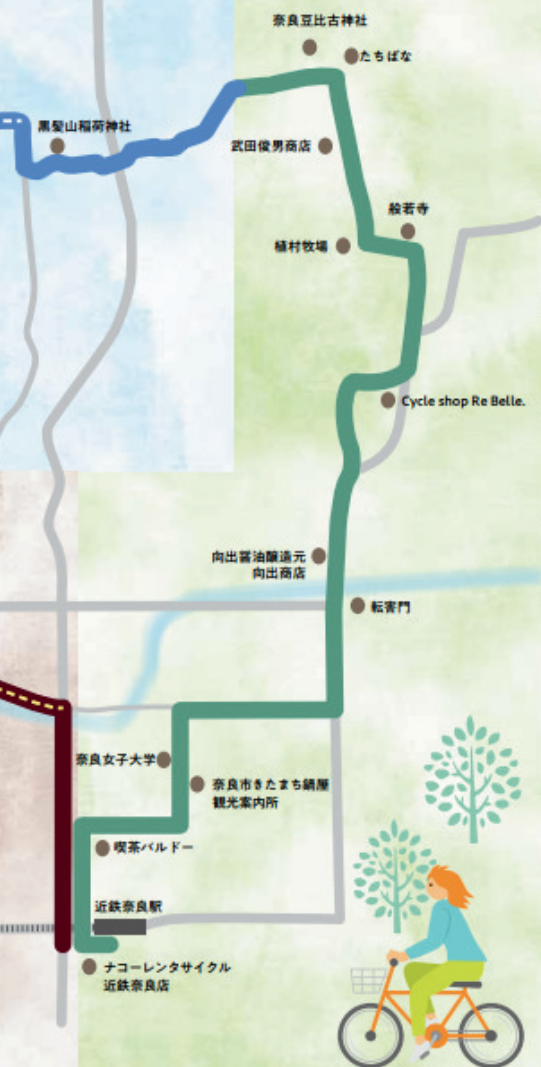 奈良豆比古神社
たちばな
黒髪山稲荷神社
武田俊男商店
般若寺
植村牧場
Cycle shop Re Belle.
向出醤油醸造元
向出商店
転害門
奈良女子大学
奈良市きたまち鍋屋
観光案内所
喫茶バルドー
近鉄奈良駅
ナコーレンタサイクル
近鉄奈良店